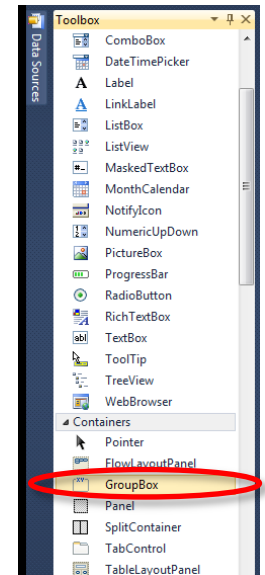 Toolbox
Data Sources
ComboBox
DateTimePicker
A Label
A LinkLabel
ListBox
ListView
#_ MaskedTextBox
MonthCalendar
NotifyIcon
NumericUpDown
PictureBox
ProgressBar
RadioButton
RichTextBox
abl TextBox
ToolTip
TreeView
WebBrowser
Containers
Pointer
FlowLayoutPanel
GroupBox
Panel
SplitContainer
TabControl
TableLayoutPanel